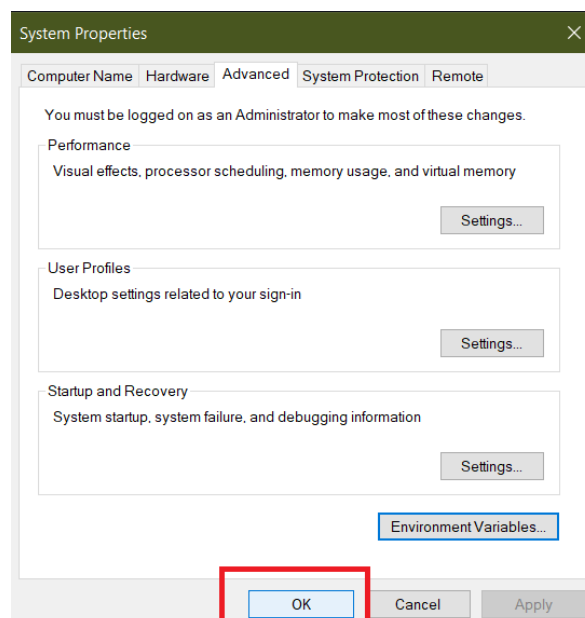 System Properties
Computer Name Hardware Advanced System Protection Remote
You must be logged on as an Administrator to make most of these changes.
Performance
Visual effects, processor scheduling, memory usage, and virtual memory
Settings...
User Profiles
Desktop settings related to your sign-in
Settings...
Startup and Recovery
System startup, system failure, and debugging information
Settings...
Environment Variables...
OK Cancel Apply